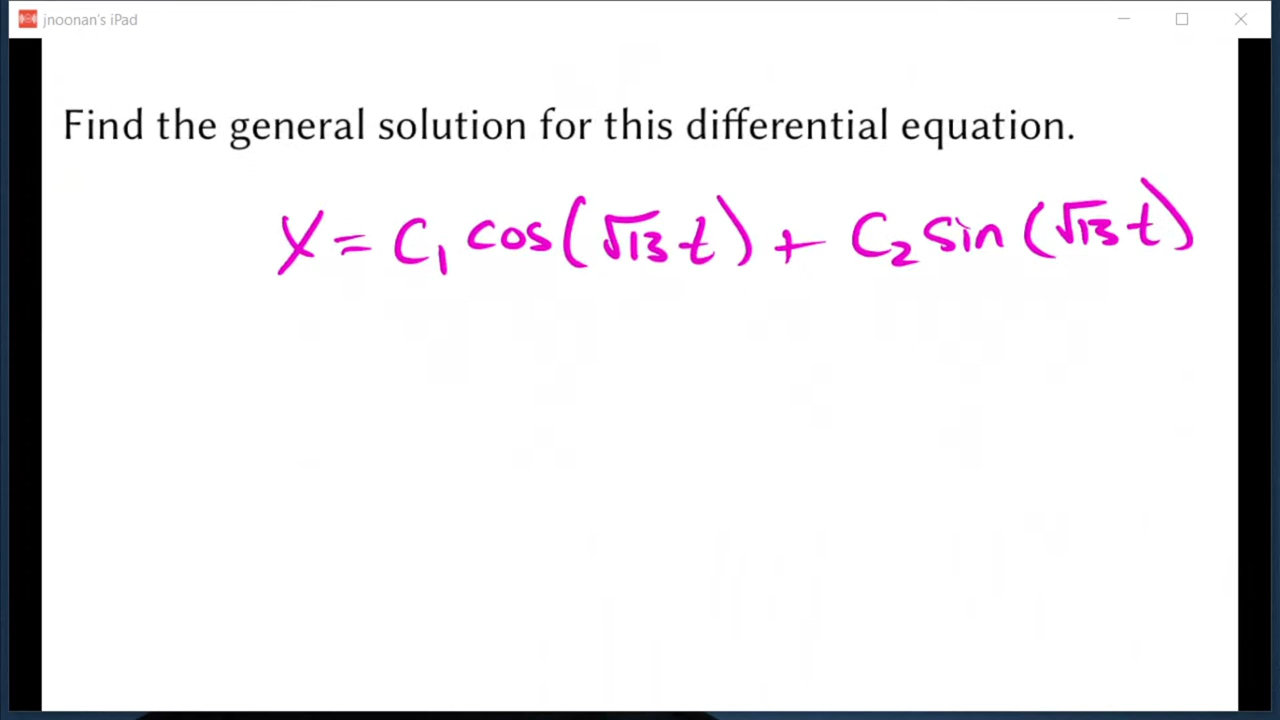 jnoonan's iPad
Find the general solution for this differential equation.
X = C₁ cos(√13 t) + C₂ sin(√13 t)